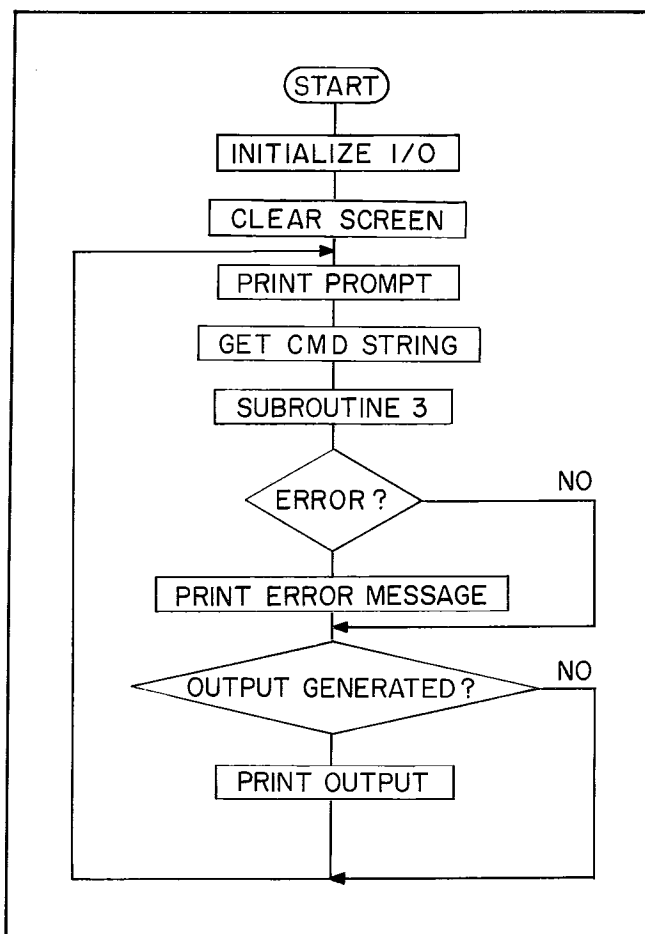 START
INITIALIZE I/O
CLEAR SCREEN
PRINT PROMPT
GET CMD STRING
SUBROUTINE 3
ERROR?
NO
PRINT ERROR MESSAGE
OUTPUT GENERATED?
NO
PRINT OUTPUT